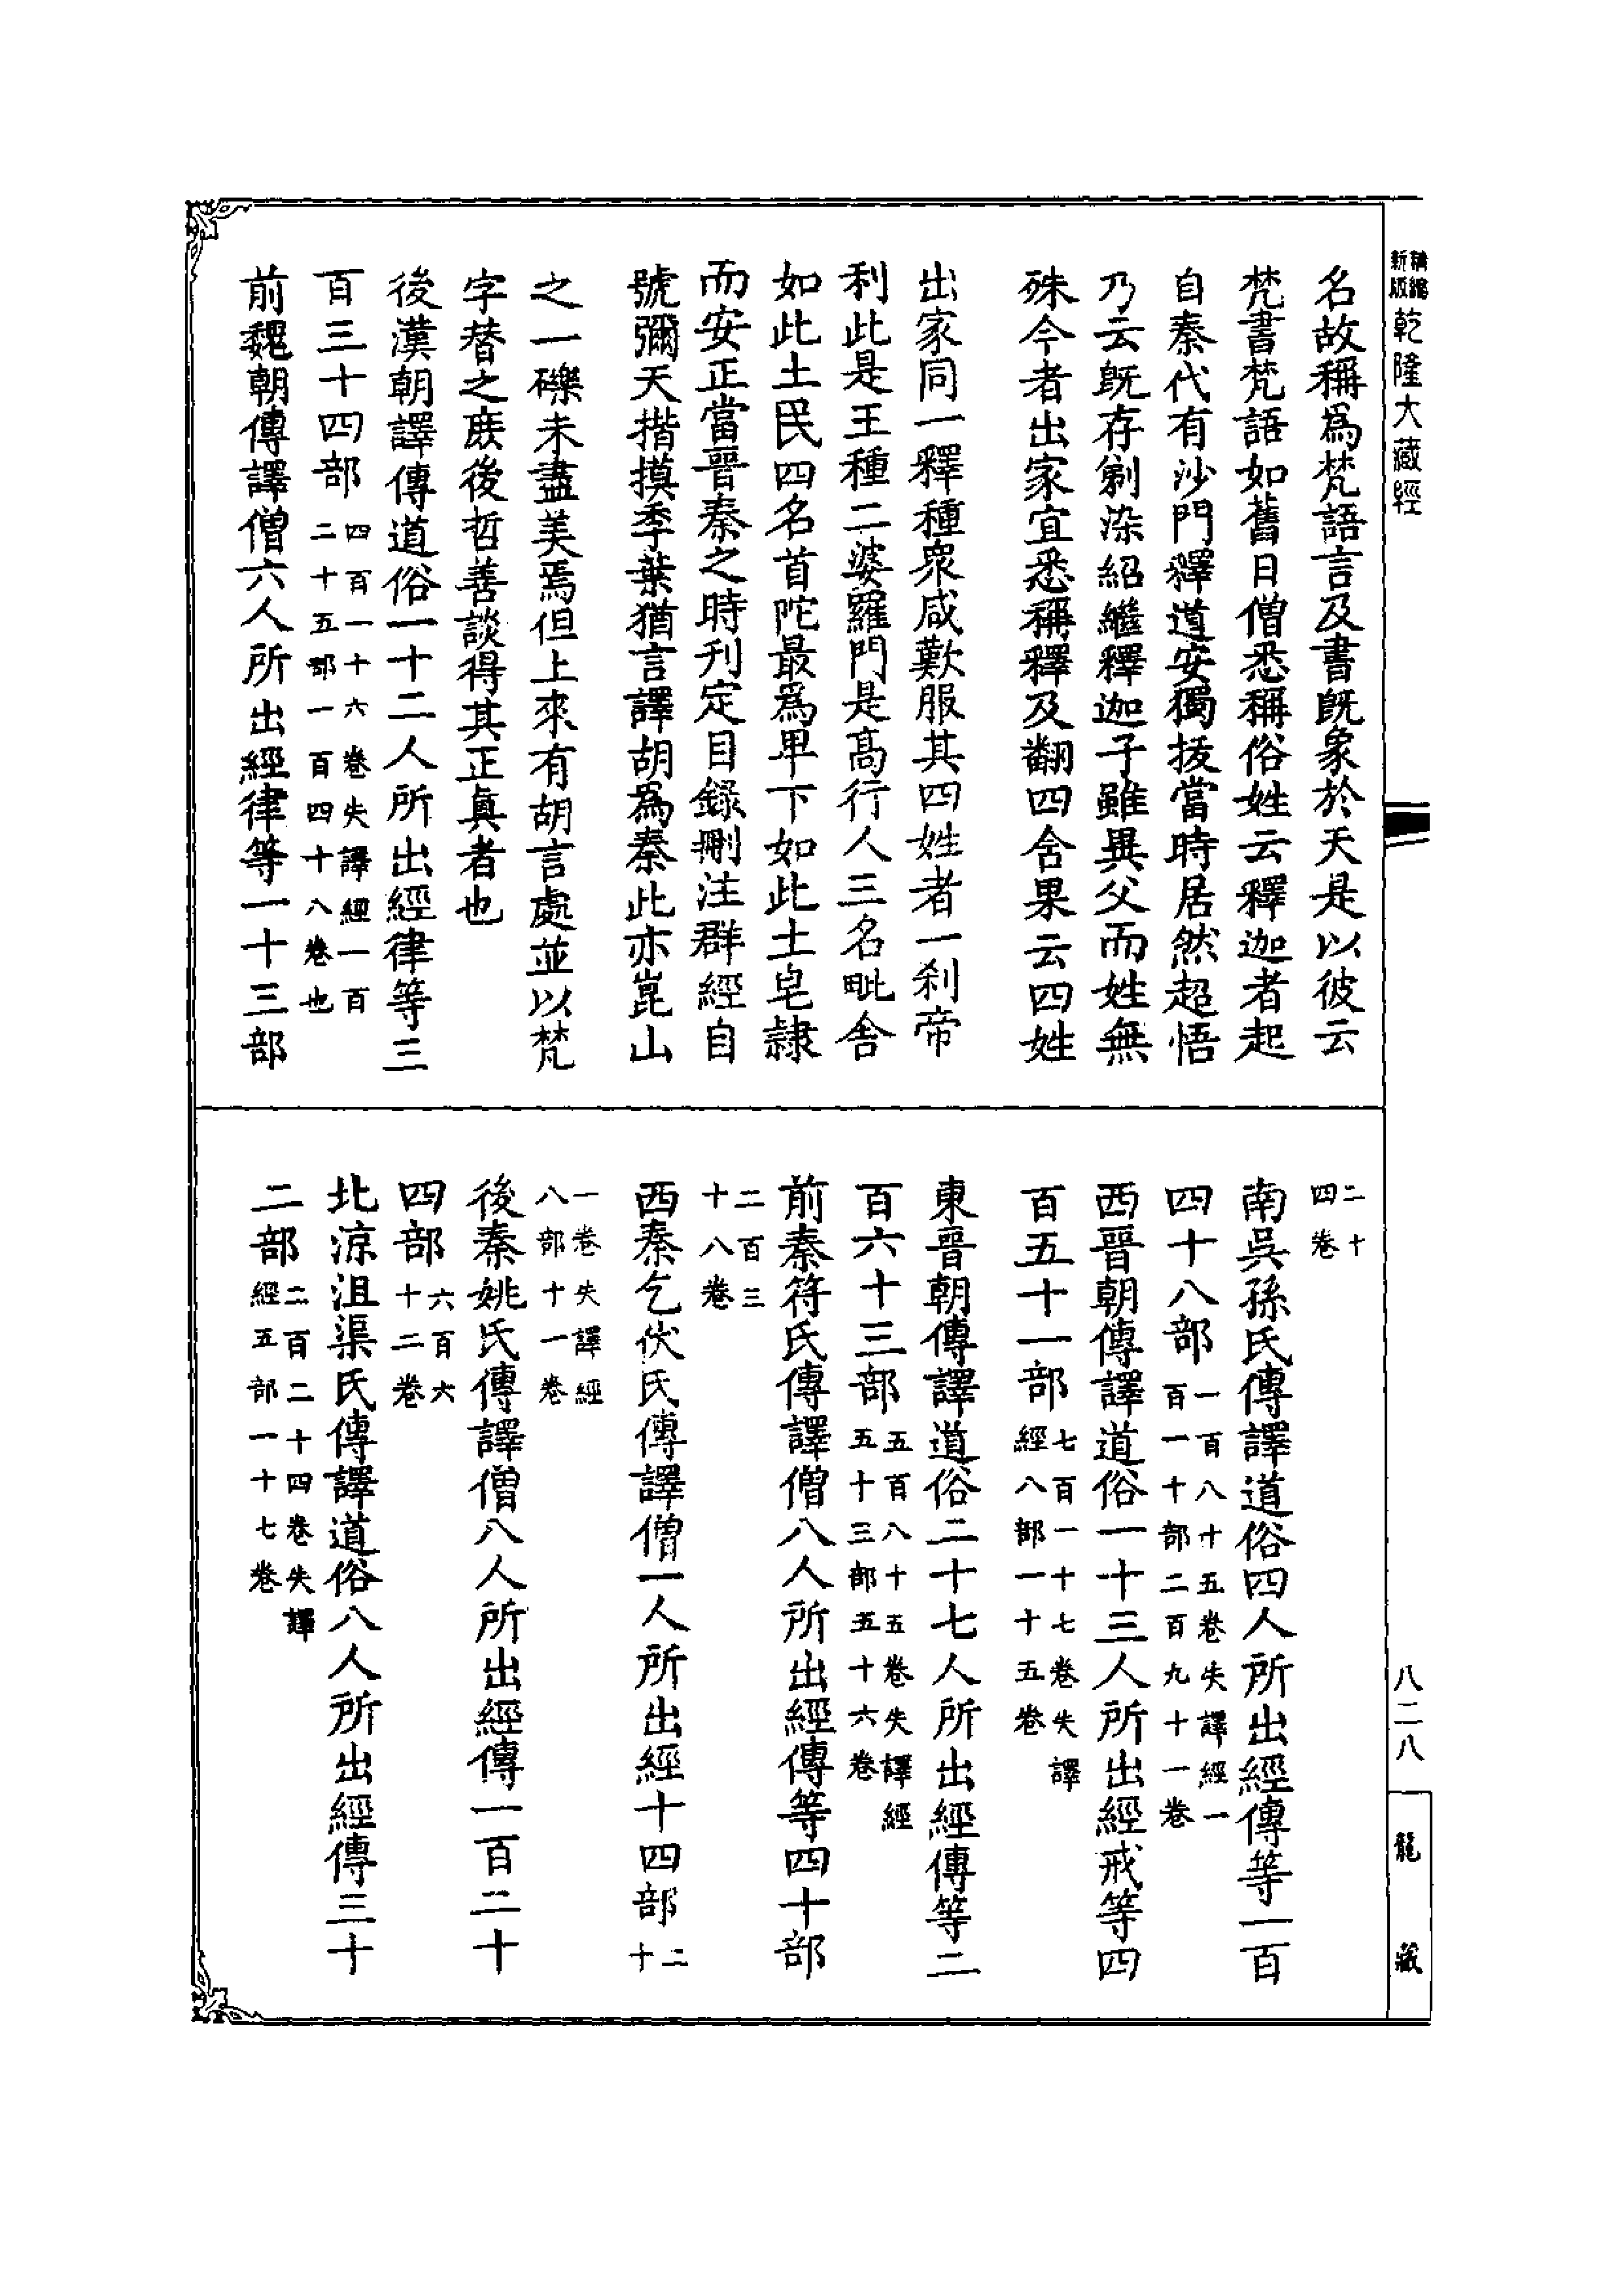 新版精編乾隆大藏經
八二八
龍藏
名故稱爲梵語言及書既象於天是以彼云
梵書梵語如舊日僧悉稱俗姓云釋迦者起
自秦代有沙門釋道安獨拔當時居然超悟
乃云既存剃染紹繼釋迦子雖異父而姓無
殊今者出家宜悉稱釋及翻四含果云四姓
出家同一釋種衆咸歎服其四姓者一刹帝
利此是王種二婆羅門是高行人三名毗舍
如此土民四名首陀最爲卑下如此土皂隸
而安正當晉秦之時刊定目錄刪注群經自
號彌天揩摸季葉猶言譯胡爲秦此亦崑山
之一礫未盡美焉但上來有胡言處並以梵
字替之庶後哲善談得其正眞者也
後漢朝譯傳道俗一十二人所出經律等三
百三十四部四百一十六卷失譯經一百二十五部一百四十八卷也
前魏朝傳譯僧六人所出經律等一十三部
二十四卷
南吳孫氏傳譯道俗四人所出經傳等一百
四十八部一百八十五卷失譯經一百一十部二百九十一卷
西晉朝傳譯道俗一十三人所出經戒等四
百五十一部七百一十七卷失譯經八部一十五卷
東晉朝傳譯道俗二十七人所出經傳等二
百六十三部五百八十五卷失譯經五十三部五十六卷
前秦符氏傳譯僧八人所出經傳等四十部
二百三十八卷
西秦乞伏氏傳譯僧一人所出經十四部二十
一卷失譯經八部十一卷
後秦姚氏傳譯僧八人所出經傳一百二十
四部六百六十二卷
北涼沮渠氏傳譯道俗八人所出經傳三十
二部二百二十四卷失譯經五部一十七卷